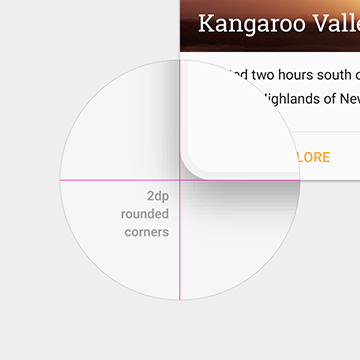 Kangaroo Valle
ed two hours south o
Highlands of New
LORE
2dp
rounded
corners